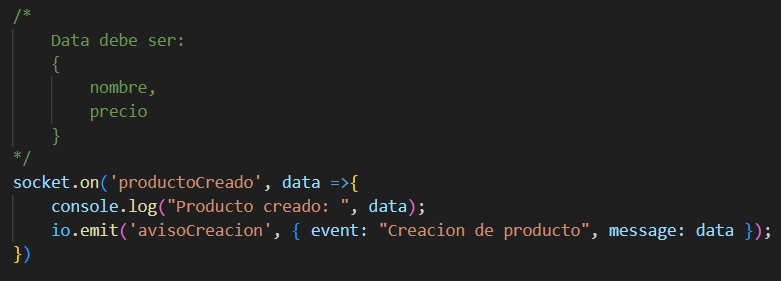 /*
    Data debe ser:
    {
        nombre,
        precio
    }
*/
socket.on('productoCreado', data =>{
    console.log("Producto creado: ", data);
    io.emit('avisoCreacion', { event: "Creacion de producto", message: data });
})